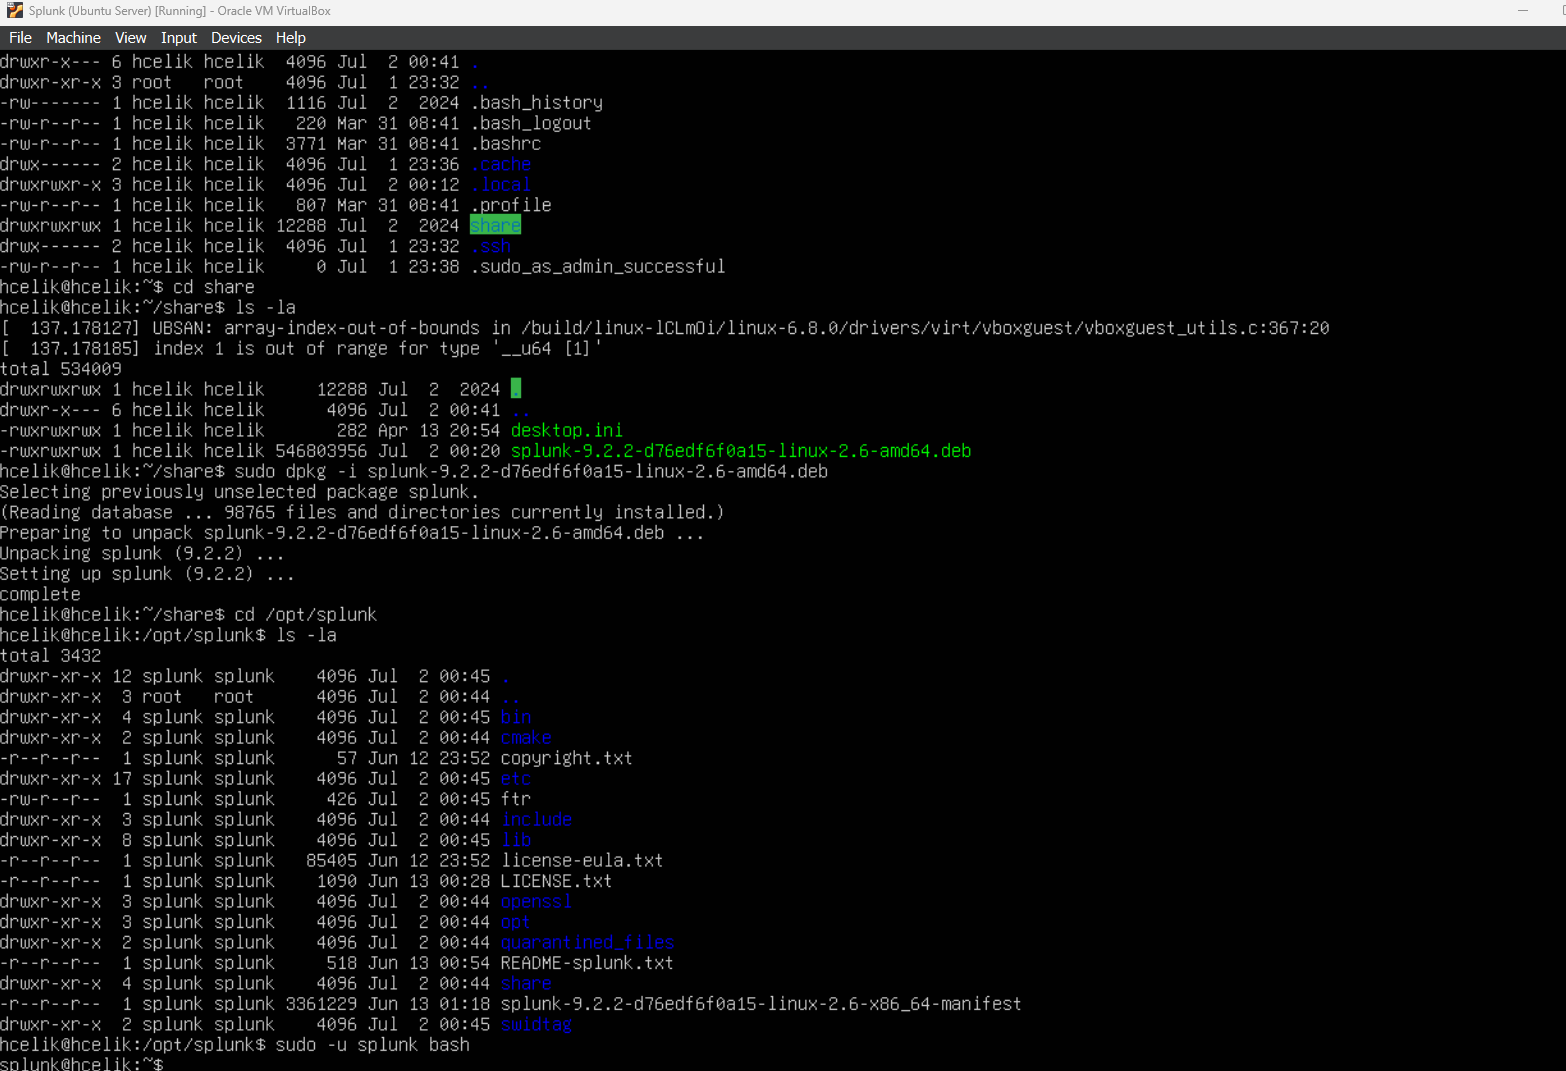 Splunk (Ubuntu Server) [Running] - Oracle VM VirtualBox
File Machine View Input Devices Help
drwxr-x--- 6 hcelik hcelik  4096 Jul  2 00:41 .
drwxr-xr-x 3 root   root    4096 Jul  1 23:32 ..
-rw------- 1 hcelik hcelik  1116 Jul  2  2024 .bash_history
-rw-r--r-- 1 hcelik hcelik   220 Mar 31 08:41 .bash_logout
-rw-r--r-- 1 hcelik hcelik  3771 Mar 31 08:41 .bashrc
drwx------ 2 hcelik hcelik  4096 Jul  1 23:36 .cache
drwxrwxr-x 3 hcelik hcelik  4096 Jul  2 00:12 .local
-rw-r--r-- 1 hcelik hcelik   807 Mar 31 08:41 .profile
drwxrwxrwx 1 hcelik hcelik 12288 Jul  2  2024 share
drwx------ 2 hcelik hcelik  4096 Jul  1 23:32 .ssh
-rw-r--r-- 1 hcelik hcelik     0 Jul  1 23:38 .sudo_as_admin_successful
hcelik@hcelik:~$ cd share
hcelik@hcelik:~/share$ ls -la
[  137.178127] UBSAN: array-index-out-of-bounds in /build/linux-lCLmOi/linux-6.8.0/drivers/virt/vboxguest/vboxguest_utils.c:367:20
[  137.178185] index 1 is out of range for type '__u64 [1]'
total 534009
drwxrwxrwx 1 hcelik hcelik     12288 Jul  2  2024 .
drwxr-x--- 6 hcelik hcelik      4096 Jul  2 00:41 ..
-rwxrwxrwx 1 hcelik hcelik       282 Apr 13 20:54 desktop.ini
-rwxrwxrwx 1 hcelik hcelik 546803956 Jul  2 00:20 splunk-9.2.2-d76edf6f0a15-linux-2.6-amd64.deb
hcelik@hcelik:~/share$ sudo dpkg -i splunk-9.2.2-d76edf6f0a15-linux-2.6-amd64.deb
Selecting previously unselected package splunk.
(Reading database ... 98765 files and directories currently installed.)
Preparing to unpack splunk-9.2.2-d76edf6f0a15-linux-2.6-amd64.deb ...
Unpacking splunk (9.2.2) ...
Setting up splunk (9.2.2) ...
complete
hcelik@hcelik:~/share$ cd /opt/splunk
hcelik@hcelik:/opt/splunk$ ls -la
total 3432
drwxr-xr-x 12 splunk splunk    4096 Jul  2 00:45 .
drwxr-xr-x  3 root   root      4096 Jul  2 00:44 ..
drwxr-xr-x  4 splunk splunk    4096 Jul  2 00:45 bin
drwxr-xr-x  2 splunk splunk    4096 Jul  2 00:44 cmake
-r--r--r--  1 splunk splunk      57 Jun 12 23:52 copyright.txt
drwxr-xr-x 17 splunk splunk    4096 Jul  2 00:45 etc
-rw-r--r--  1 splunk splunk     426 Jul  2 00:45 ftr
drwxr-xr-x  3 splunk splunk    4096 Jul  2 00:44 include
drwxr-xr-x  8 splunk splunk    4096 Jul  2 00:45 lib
-r--r--r--  1 splunk splunk   85405 Jun 12 23:52 license-eula.txt
-r--r--r--  1 splunk splunk    1090 Jun 13 00:28 LICENSE.txt
drwxr-xr-x  3 splunk splunk    4096 Jul  2 00:44 openssl
drwxr-xr-x  3 splunk splunk    4096 Jul  2 00:44 opt
drwxr-xr-x  2 splunk splunk    4096 Jul  2 00:44 quarantined_files
-r--r--r--  1 splunk splunk     518 Jun 13 00:54 README-splunk.txt
drwxr-xr-x  4 splunk splunk    4096 Jul  2 00:44 share
-r--r--r--  1 splunk splunk 3361229 Jun 13 01:18 splunk-9.2.2-d76edf6f0a15-linux-2.6-x86_64-manifest
drwxr-xr-x  2 splunk splunk    4096 Jul  2 00:45 swidtag
hcelik@hcelik:/opt/splunk$ sudo -u splunk bash
splunk@hcelik:~$